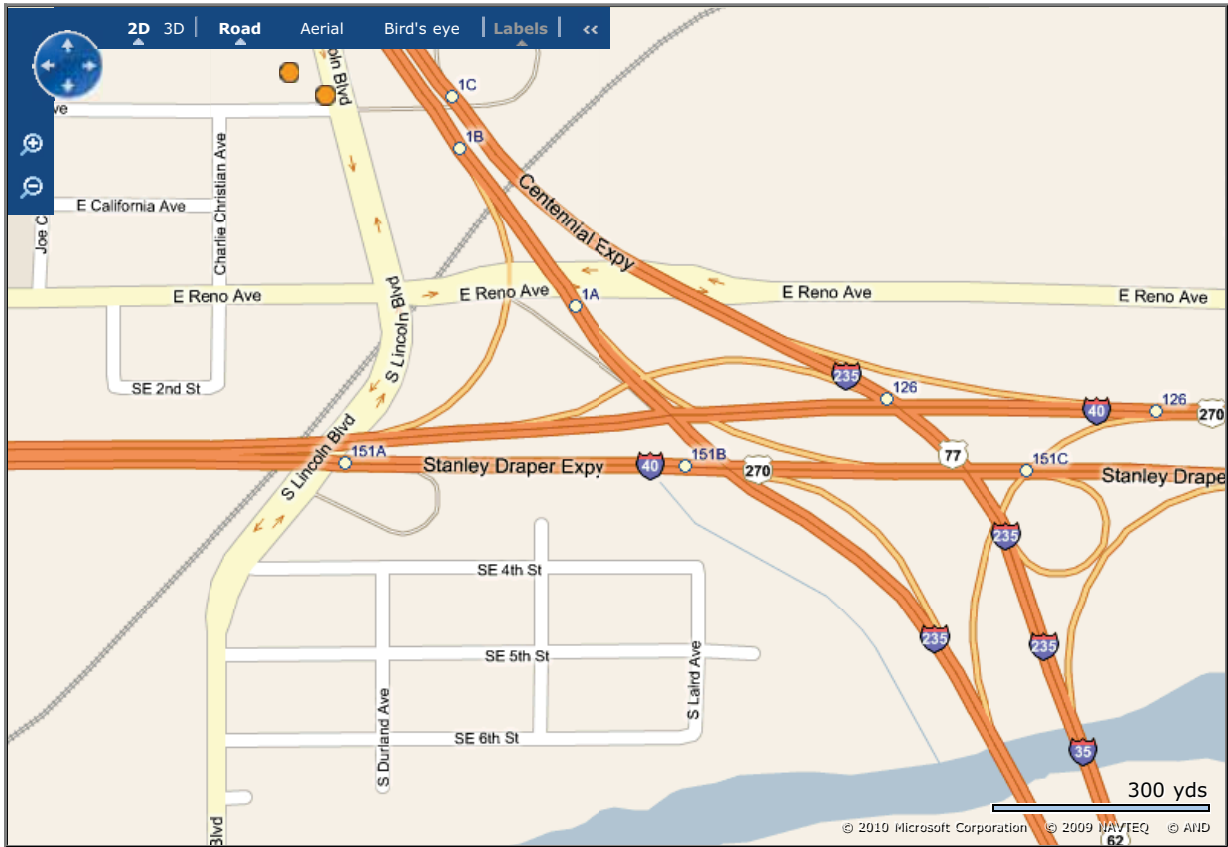 2D 3D Road Aerial Bird's eye Labels «
oln Blvd
1C
ve
1B
Charlie Christian Ave
E California Ave
Joe C
Centennial Expy
S Lincoln Blvd
E Reno Ave
E Reno Ave
1A
E Reno Ave
E Reno Ave
SE 2nd St
235
126
40
126
270
S Lincoln Blvd
151A
Stanley Draper Expy
40
151B
270
77
151C
Stanley Drape
235
SE 4th St
235
235
SE 5th St
S Laird Ave
S Durland Ave
SE 6th St
35
300 yds
Blvd
© 2010 Microsoft Corporation © 2009 NAVTEQ © AND
62